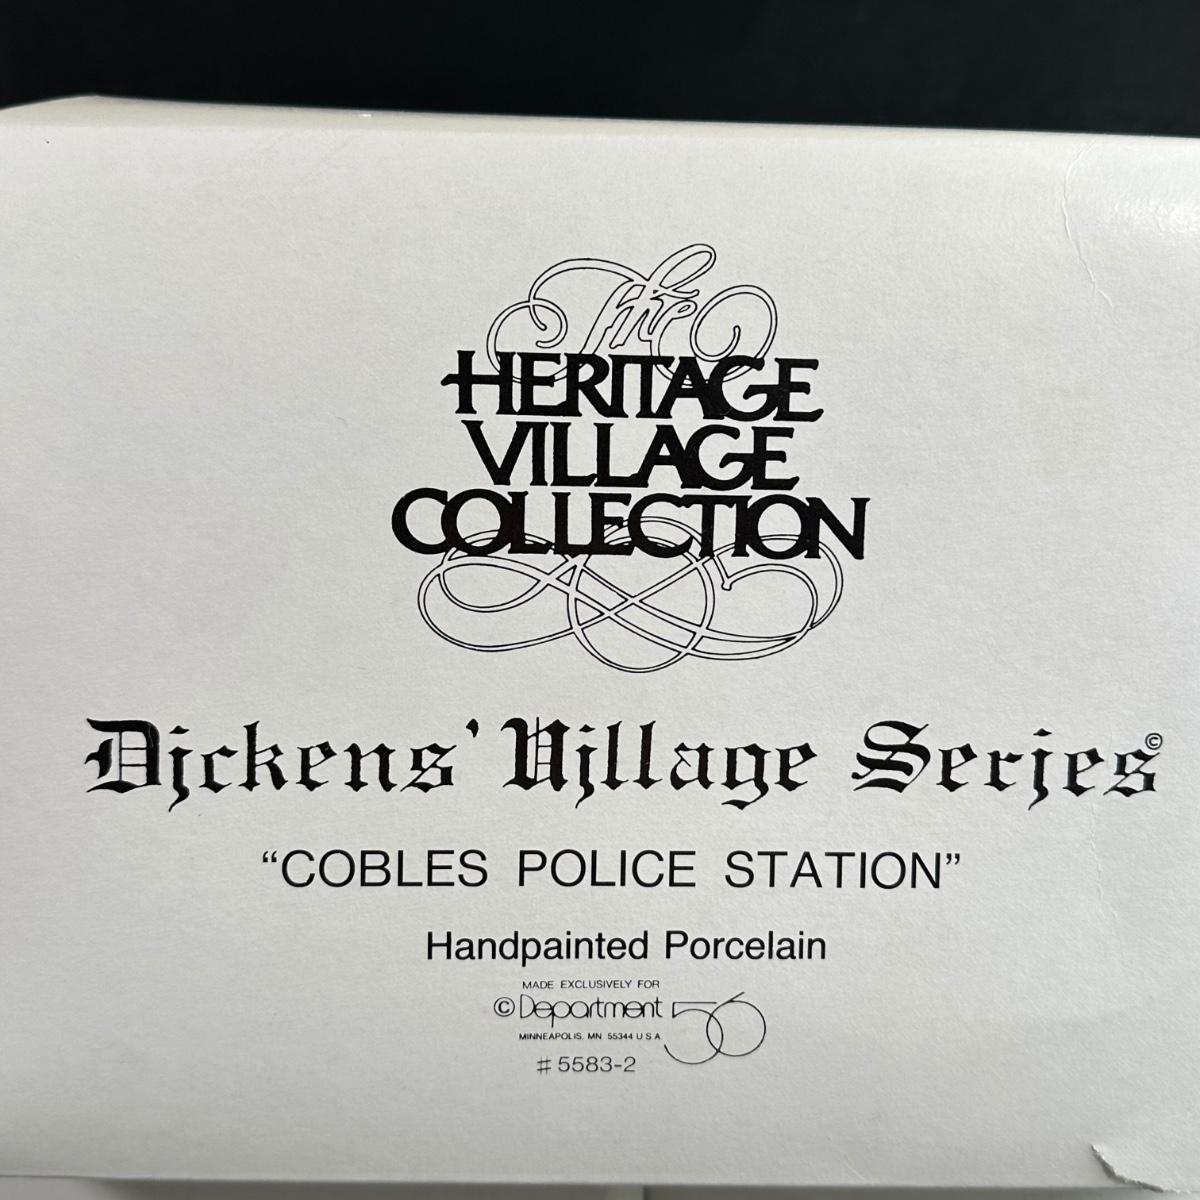 The
HERITAGE
VILLAGE
COLLECTION
Dickens' Village Series©
“COBLES POLICE STATION”
Handpainted Porcelain
MADE EXCLUSIVELY FOR
© Department 56
MINNEAPOLIS, MN 55344 U S A
# 5583-2